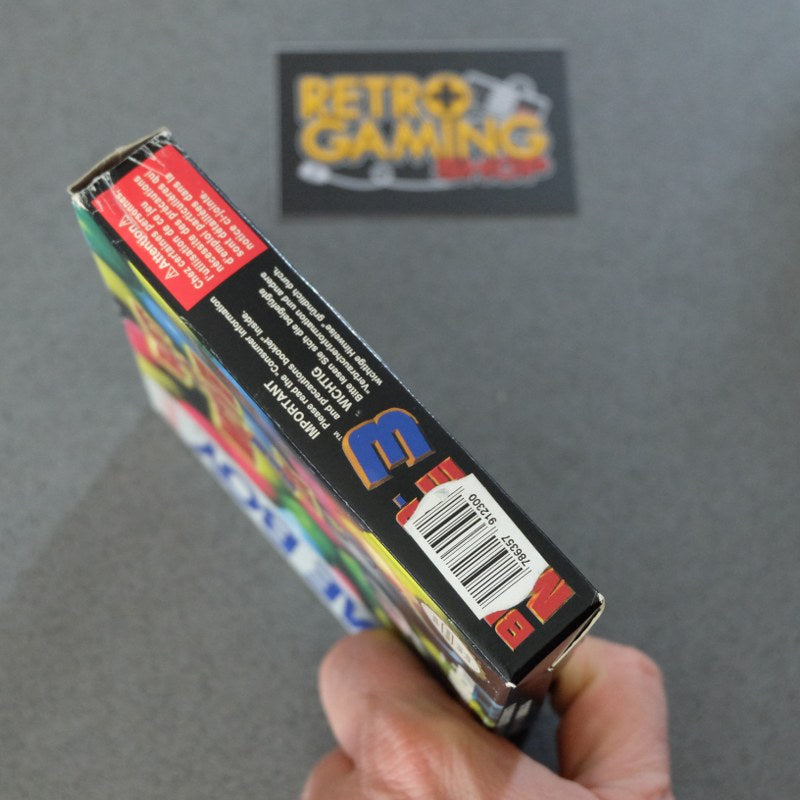 RETRO
GAMING
SHOP
⚠Attention⚠
Chez certaines personnes,
l'utilisation de ce jeu
nécessite des précautions
d'emploi particulières qui
sont détaillées dans la
notice ci-jointe.
IMPORTANT
Please read the "Consumer Information
and precautions booklet" inside.
WICHTIG
Bitte lesen Sie sich die beigefügte
"Verbraucherinformation und andere
wichtige Hinweise" gründlich durch.
3™
786357 912300